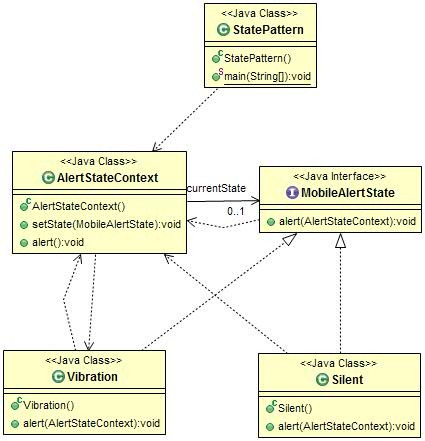 <<Java Class>>
C StatePattern
C StatePattern()
S main(String[]):void
<<Java Class>>
C AlertStateContext
C AlertStateContext()
setState(MobileAlertState):void
alert():void
currentState
0..1
<<Java Interface>>
I MobileAlertState
alert(AlertStateContext):void
<<Java Class>>
C Vibration
C Vibration()
alert(AlertStateContext):void
<<Java Class>>
C Silent
C Silent()
alert(AlertStateContext):void